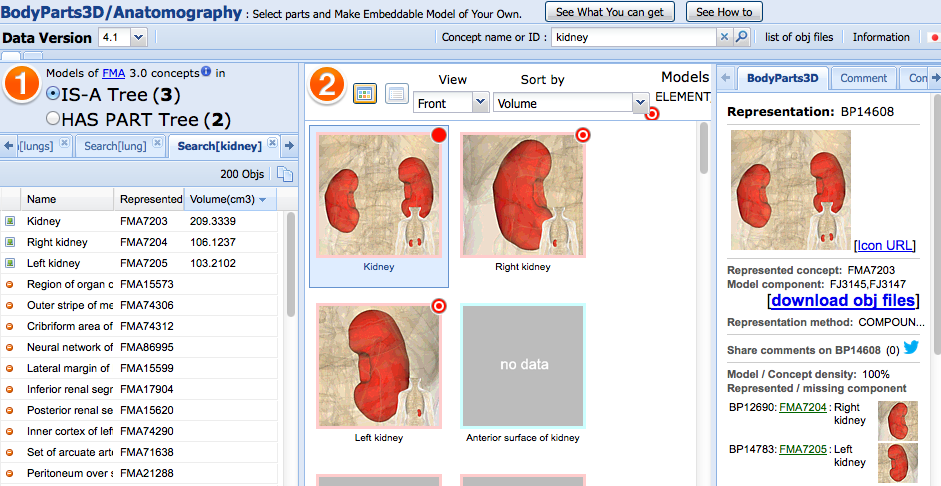 BodyParts3D/Anatomography : Select parts and Make Embeddable Model of Your Own. See What You can get See How to
Data Version 4.1 Concept name or ID : kidney list of obj files Information
1 Models of FMA 3.0 concepts i in
IS-A Tree (3)
HAS PART Tree (2)
[lungs] Search[lung] Search[kidney]
200 Objs
Name Represented Volume(cm3)
Kidney FMA7203 209.3339
Right kidney FMA7204 106.1237
Left kidney FMA7205 103.2102
Region of organ c FMA15573
Outer stripe of me FMA74306
Cribriform area of FMA74312
Neural network of FMA86995
Lateral margin of FMA15599
Inferior renal segr FMA17904
Posterior renal se FMA15620
Inner cortex of lef FMA74290
Set of arcuate arte FMA71638
Peritoneum over s FMA21288
2 View Sort by Models
Front Volume ELEMENT
Kidney Right kidney
no data
Left kidney Anterior surface of kidney
BodyParts3D Comment Con
Representation: BP14608
[Icon URL]
Represented concept: FMA7203
Model component: FJ3145,FJ3147
[download obj files]
Representation method: COMPOUN...
Share comments on BP14608 (0)
Model / Concept density: 100%
Represented / missing component
BP12690: FMA7204 : Right
kidney
BP14783: FMA7205 : Left
kidney